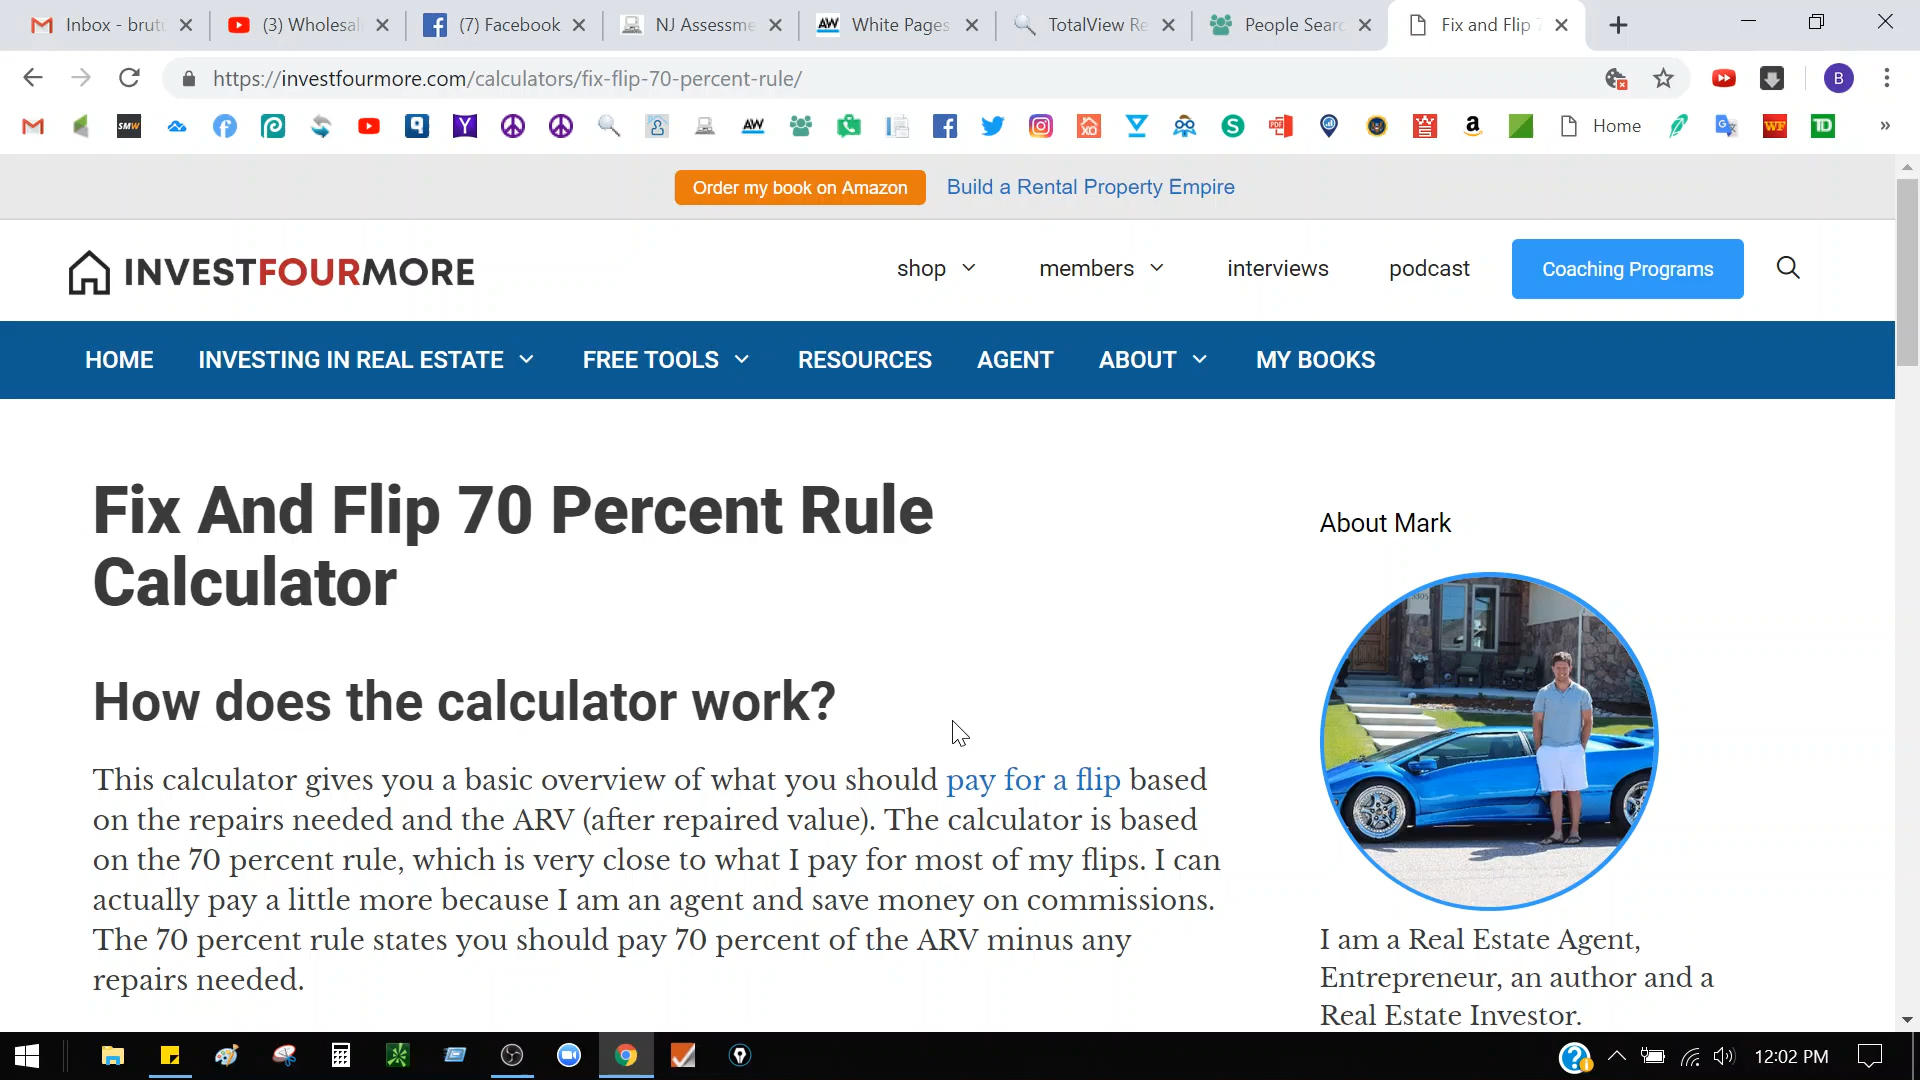 Inbox - brut
(3) Wholesal
(7) Facebook
NJ Assessme
White Pages
TotalView Re
People Searc
Fix and Flip 7
https://investfourmore.com/calculators/fix-flip-70-percent-rule/
B
SMW
AW
Home
WF
TD
»
Order my book on Amazon
Build a Rental Property Empire
INVESTFOURMORE
shop
members
interviews
podcast
Coaching Programs
HOME
INVESTING IN REAL ESTATE
FREE TOOLS
RESOURCES
AGENT
ABOUT
MY BOOKS
Fix And Flip 70 Percent Rule
Calculator
How does the calculator work?
This calculator gives you a basic overview of what you should pay for a flip based
on the repairs needed and the ARV (after repaired value). The calculator is based
on the 70 percent rule, which is very close to what I pay for most of my flips. I can
actually pay a little more because I am an agent and save money on commissions.
The 70 percent rule states you should pay 70 percent of the ARV minus any
repairs needed.
About Mark
I am a Real Estate Agent,
Entrepreneur, an author and a
Real Estate Investor.
12:02 PM